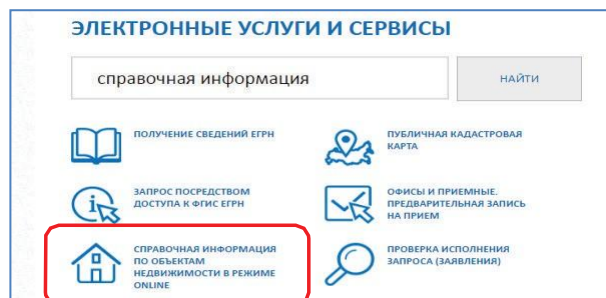 ЭЛЕКТРОННЫЕ УСЛУГИ И СЕРВИСЫ
справочная информация
НАЙТИ
ПОЛУЧЕНИЕ СВЕДЕНИЙ ЕГРН
ПУБЛИЧНАЯ КАДАСТРОВАЯ
КАРТА
ЗАПРОС ПОСРЕДСТВОМ
ДОСТУПА К ФГИС ЕГРН
ОФИСЫ И ПРИЕМНЫЕ.
ПРЕДВАРИТЕЛЬНАЯ ЗАПИСЬ
НА ПРИЕМ
СПРАВОЧНАЯ ИНФОРМАЦИЯ
ПО ОБЪЕКТАМ
НЕДВИЖИМОСТИ В РЕЖИМЕ
ONLINE
ПРОВЕРКА ИСПОЛНЕНИЯ
ЗАПРОСА (ЗАЯВЛЕНИЯ)